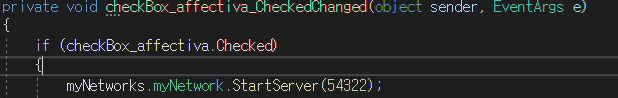 private void checkBox_affectiva_CheckedChanged(object sender, EventArgs e)
{
if (checkBox_affectiva.Checked)
{
myNetworks.myNetwork.StartServer(54322);